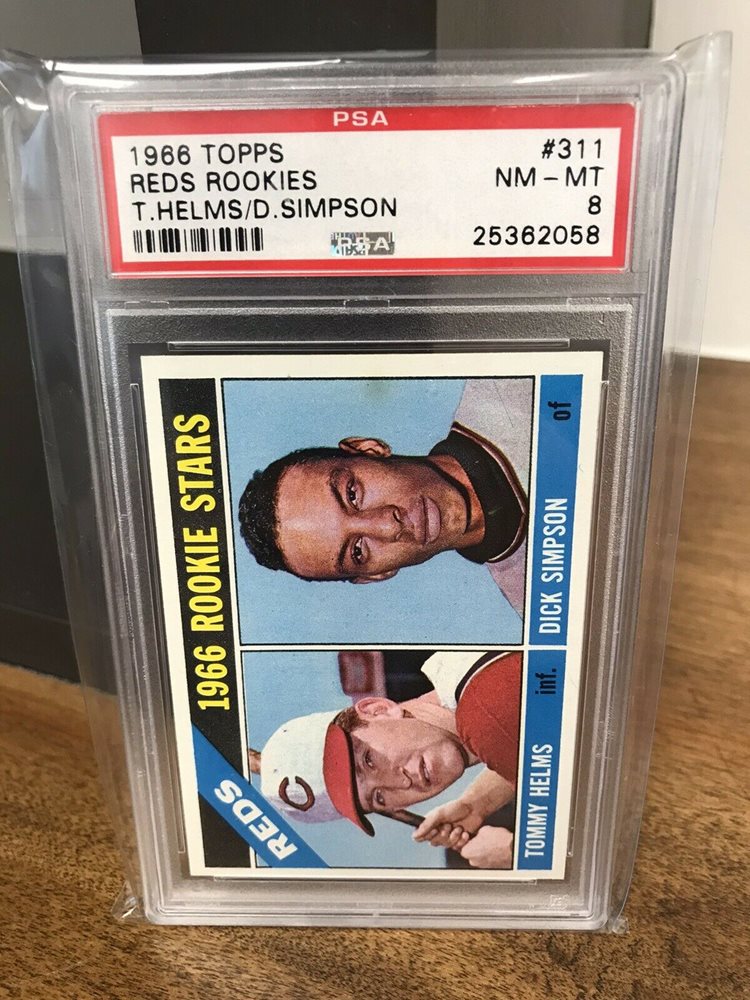 PSA
1966 TOPPS #311
REDS ROOKIES NM-MT
T.HELMS/D.SIMPSON 8
PSA 25362058
REDS 1966 ROOKIE STARS
C
TOMMY HELMS inf. DICK SIMPSON of